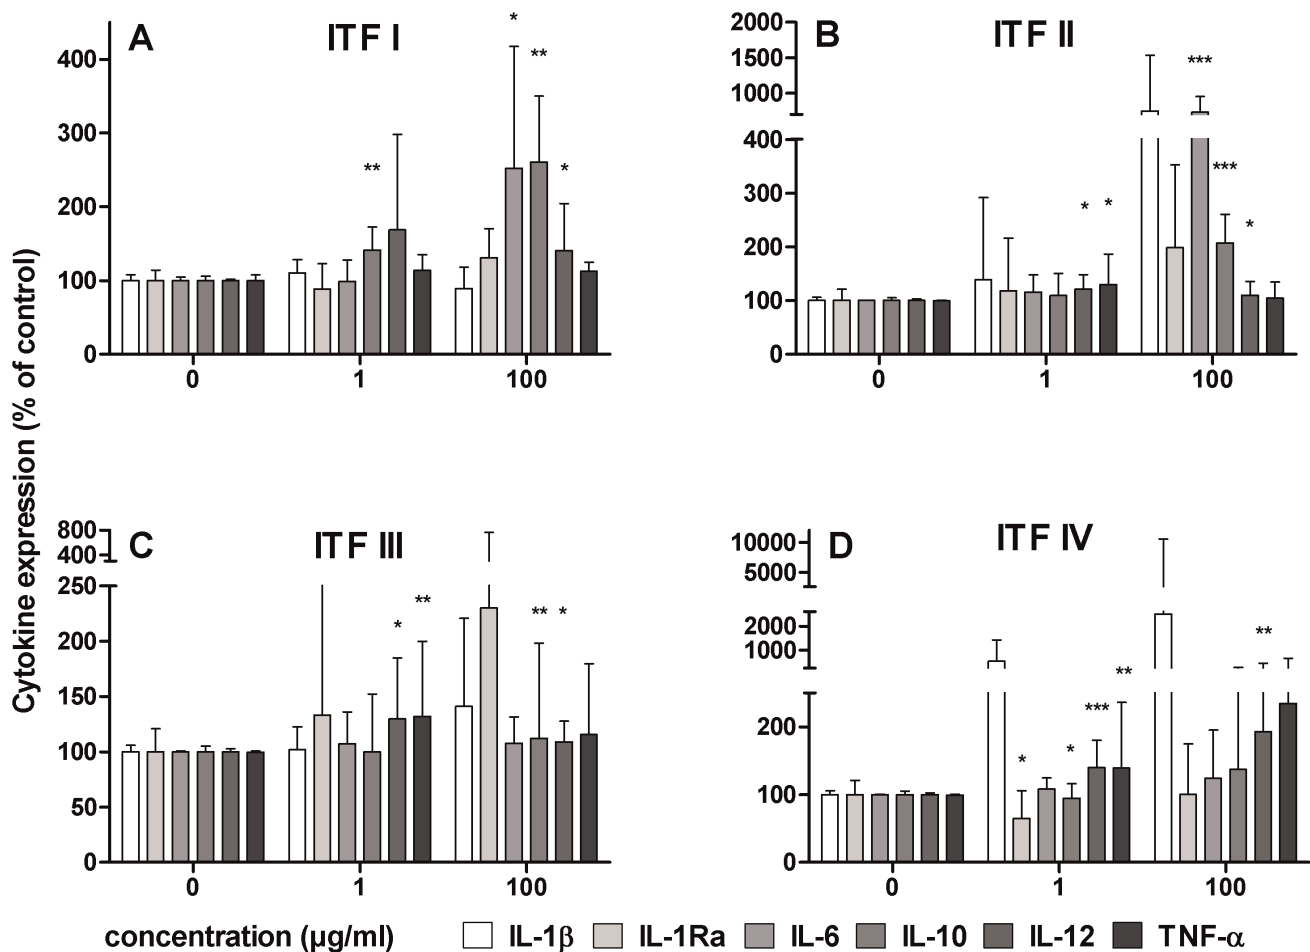 A ITF I
400
300
200
100
0
0 1 100
* ** ** *
B ITF II
2000
1500
1000
400
300
200
100
0
0 1 100
* * *** *** *
Cytokine expression (% of control)
C ITF III
800
400
250
200
150
100
50
0
0 1 100
* ** ** *
D ITF IV
10000
5000
2000
1000
200
100
0
0 1 100
* * *** ** **
concentration (µg/ml) IL-1β IL-1Ra IL-6 IL-10 IL-12 TNF-α